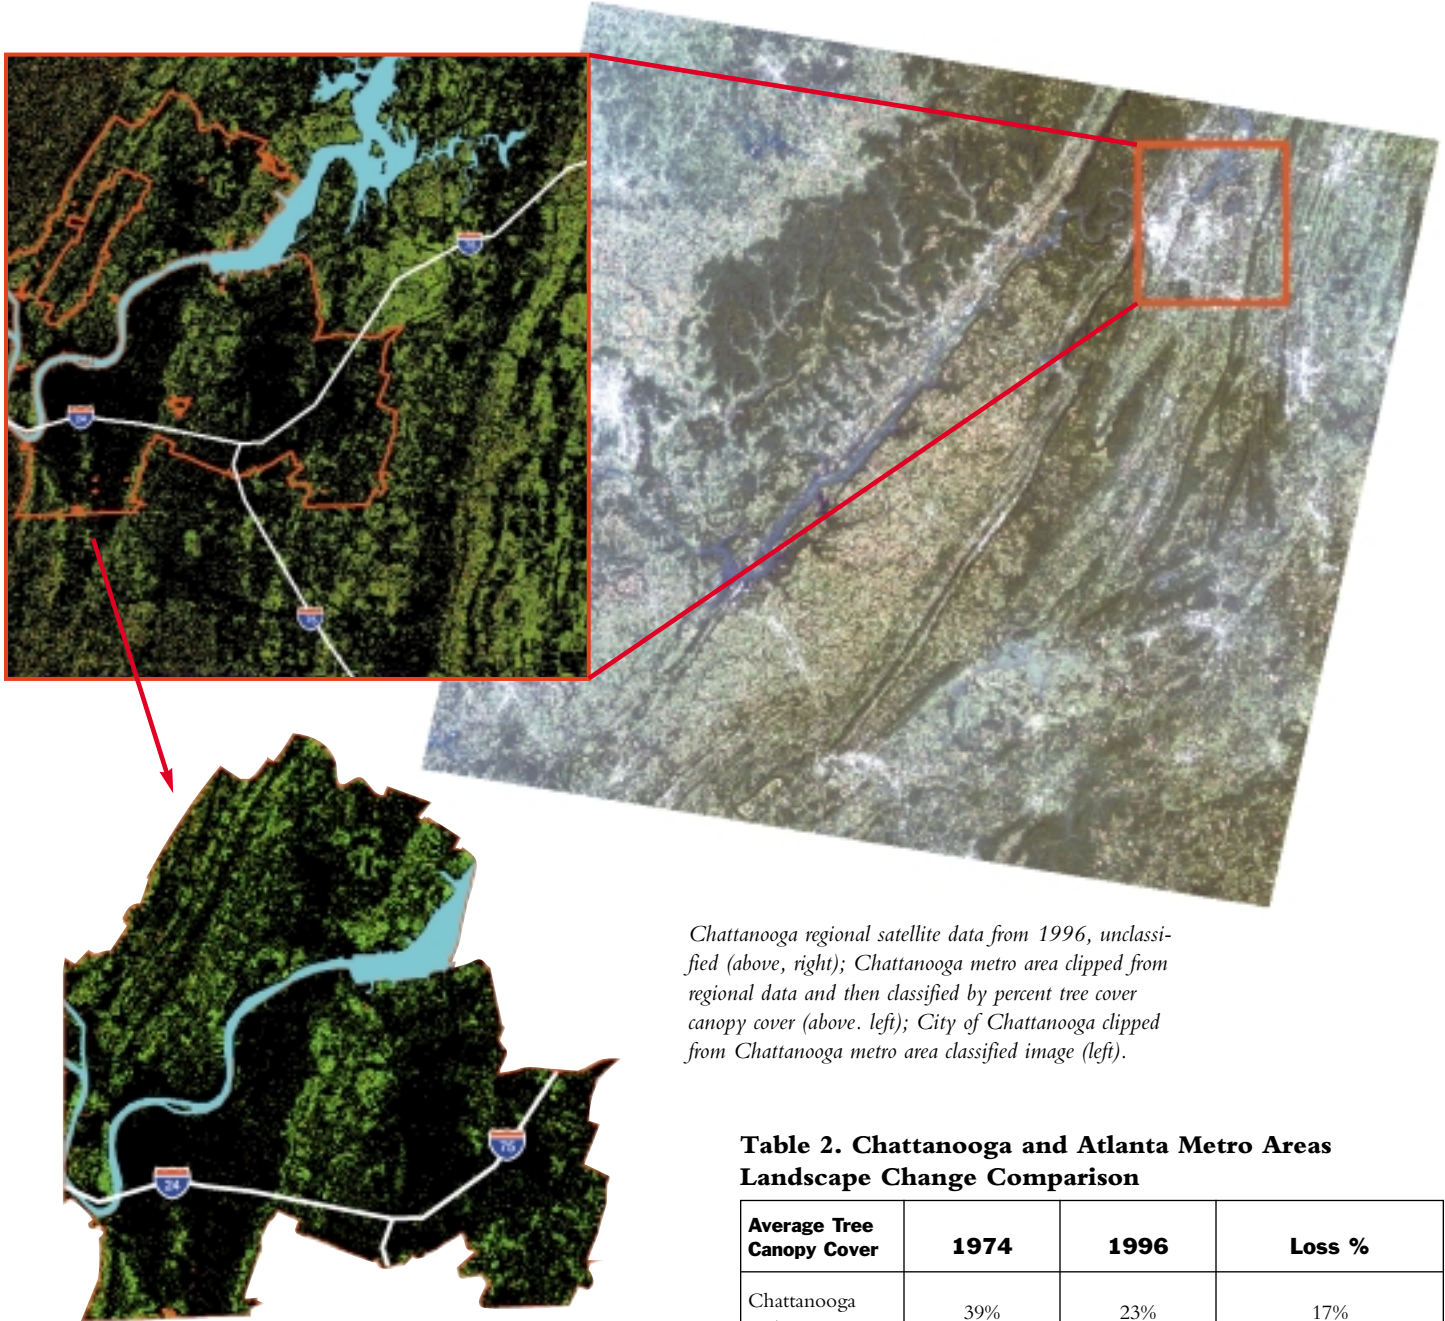 Chattanooga regional satellite data from 1996, unclassi-
fied (above, right); Chattanooga metro area clipped from
regional data and then classified by percent tree cover
canopy cover (above. left); City of Chattanooga clipped
from Chattanooga metro area classified image (left).
75
24
Table 2. Chattanooga and Atlanta Metro Areas
Landscape Change Comparison
Average Tree
Canopy Cover 1974 1996 Loss %
Chattanooga
39% 23% 17%